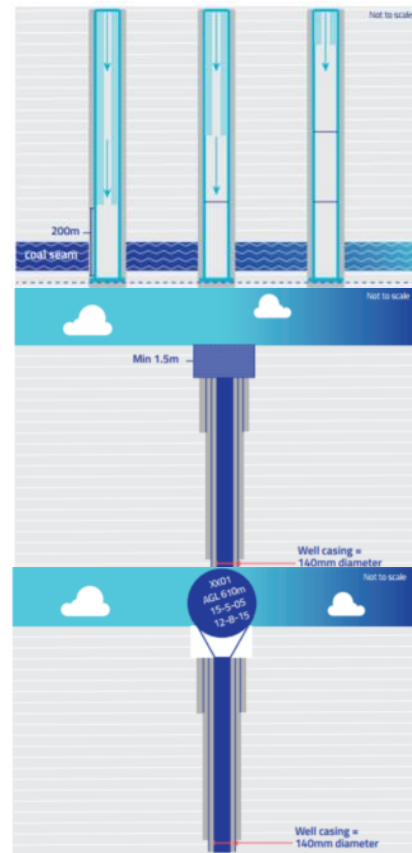 Not to scale
200m
coal seam
Not to scale
Min 1.5m
Well casing =
140mm diameter
Not to scale
XX01
AGL 610m
15-5-05
12-8-15
Well casing =
140mm diameter